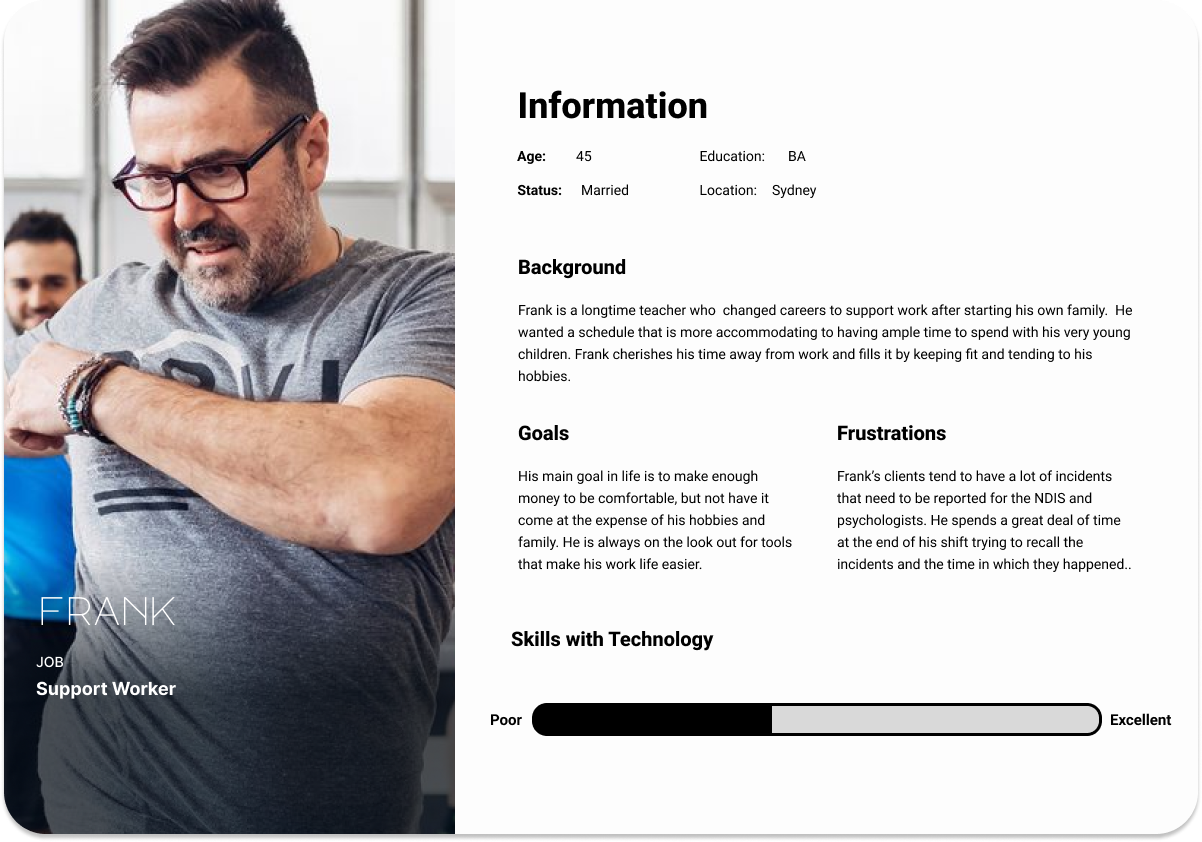 Information
Age: 45 Education: BA
Status: Married Location: Sydney
Background
Frank is a longtime teacher who  changed careers to support work after starting his own family.  He
wanted a schedule that is more accommodating to having ample time to spend with his very young
children. Frank cherishes his time away from work and fills it by keeping fit and tending to his
hobbies.
Goals
His main goal in life is to make enough
money to be comfortable, but not have it
come at the expense of his hobbies and
family. He is always on the look out for tools
that make his work life easier.
Frustrations
Frank’s clients tend to have a lot of incidents
that need to be reported for the NDIS and
psychologists. He spends a great deal of time
at the end of his shift trying to recall the
incidents and the time in which they happened..
FRANK
JOB
Support Worker
Skills with Technology
Poor Excellent